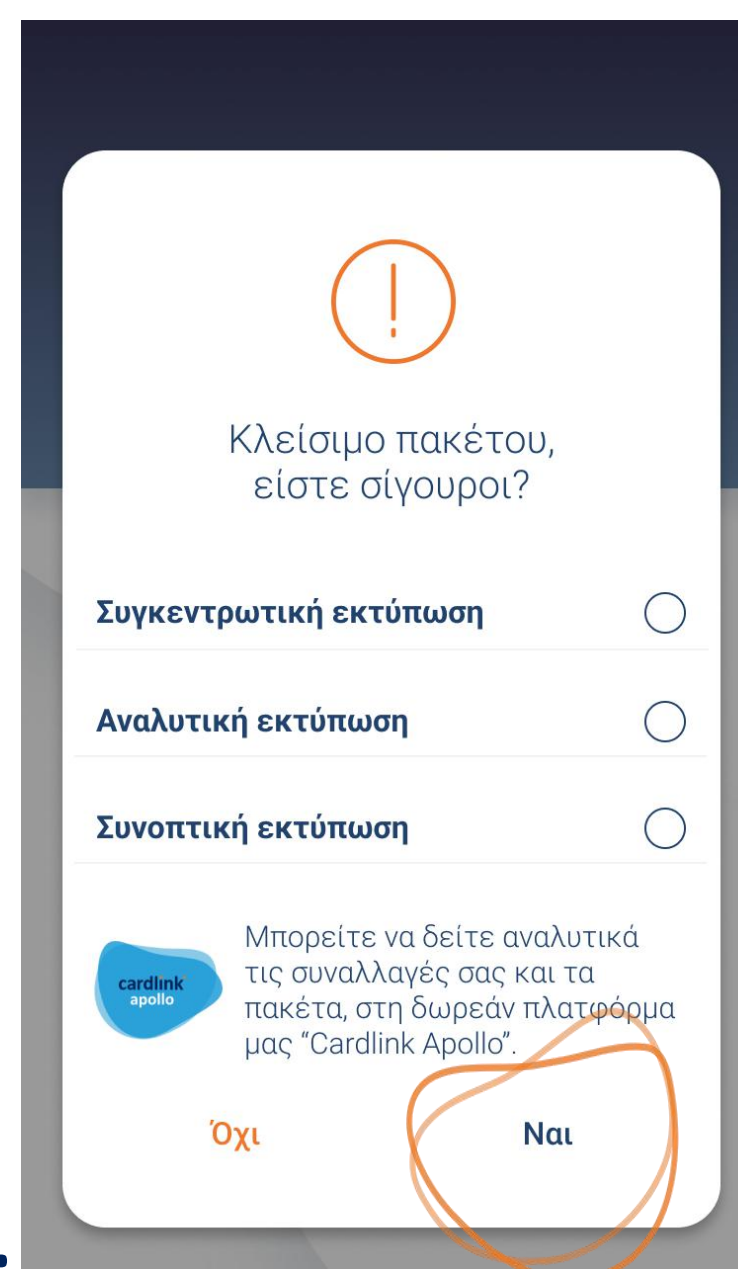 Κλείσιμο πακέτου,
είστε σίγουροι?
Συγκεντρωτική εκτύπωση
Αναλυτική εκτύπωση
Συνοπτική εκτύπωση
cardlink
apollo
Μπορείτε να δείτε αναλυτικά
τις συναλλαγές σας και τα
πακέτα, στη δωρεάν πλατφόρμα
μας “Cardlink Apollo”.
Όχι
Ναι